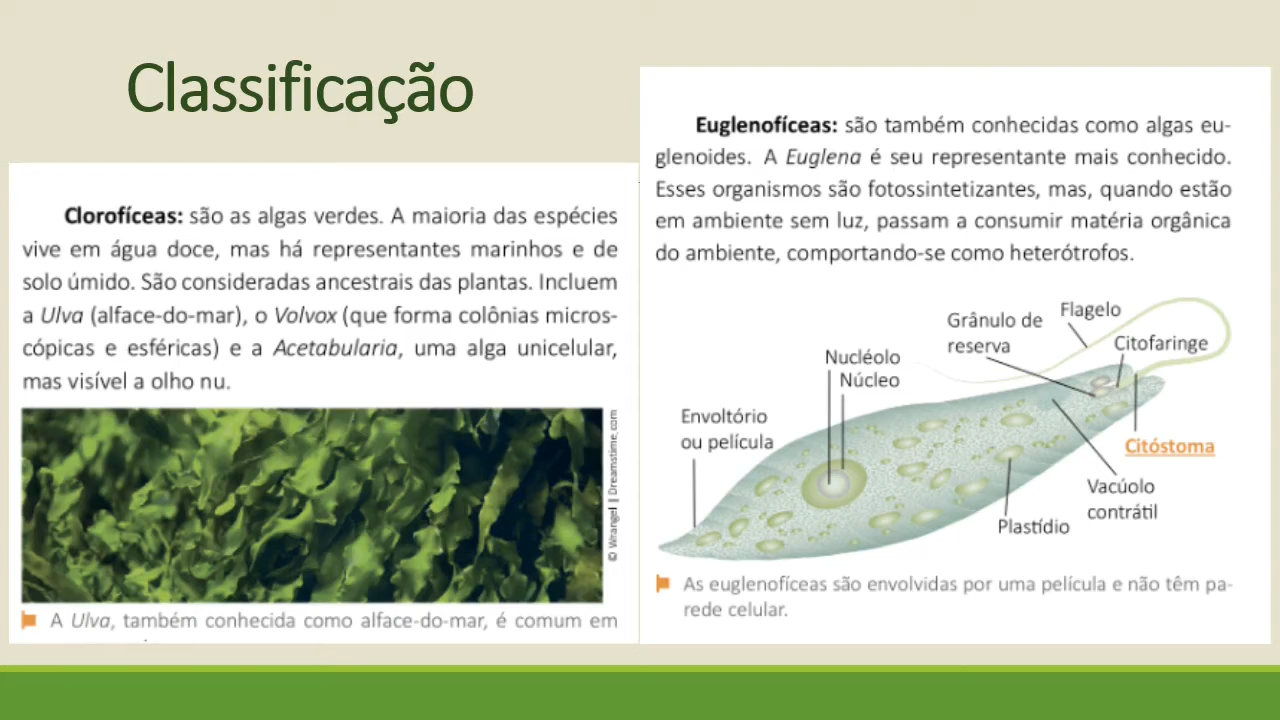 Classificação
Clorofíceas: são as algas verdes. A maioria das espécies
vive em água doce, mas há representantes marinhos e de
solo úmido. São consideradas ancestrais das plantas. Incluem
a Ulva (alface-do-mar), o Volvox (que forma colônias micros-
cópicas e esféricas) e a Acetabularia, uma alga unicelular,
mas visível a olho nu.
© Wrangel | Dreamstime.com
A Ulva, também conhecida como alface-do-mar, é comum em
Euglenofíceas: são também conhecidas como algas eu-
glenoides. A Euglena é seu representante mais conhecido.
Esses organismos são fotossintetizantes, mas, quando estão
em ambiente sem luz, passam a consumir matéria orgânica
do ambiente, comportando-se como heterótrofos.
Flagelo
Grânulo de
reserva
Citofaringe
Nucléolo
Núcleo
Envoltório
ou película
Citóstoma
Vacúolo
contrátil
Plastídio
As euglenofíceas são envolvidas por uma película e não têm pa-
rede celular.